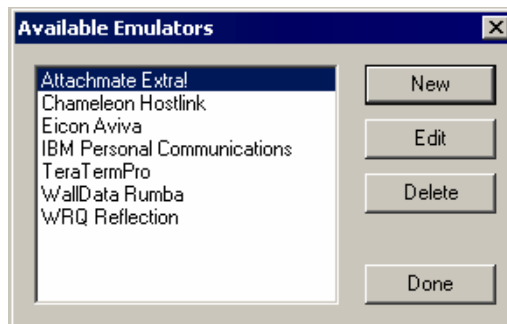 Available Emulators
Attachmate Extra!
Chameleon Hostlink
Eicon Aviva
IBM Personal Communications
TeraTermPro
WallData Rumba
WRQ Reflection
New
Edit
Delete
Done